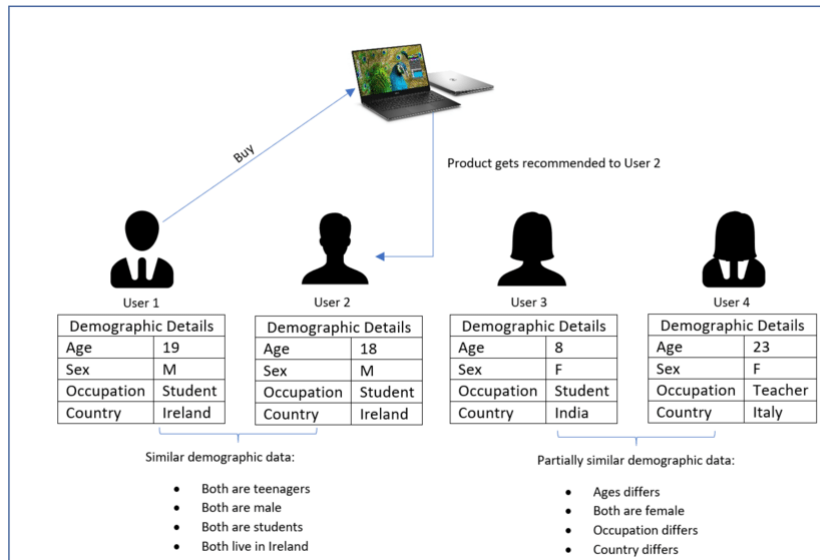 Buy
Product gets recommended to User 2
User 1
User 2
User 3
User 4
Demographic Details
Age 19
Sex M
Occupation Student
Country Ireland
Demographic Details
Age 18
Sex M
Occupation Student
Country Ireland
Demographic Details
Age 8
Sex F
Occupation Student
Country India
Demographic Details
Age 23
Sex F
Occupation Teacher
Country Italy
Similar demographic data:
• Both are teenagers
• Both are male
• Both are students
• Both live in Ireland
Partially similar demographic data:
• Ages differs
• Both are female
• Occupation differs
• Country differs